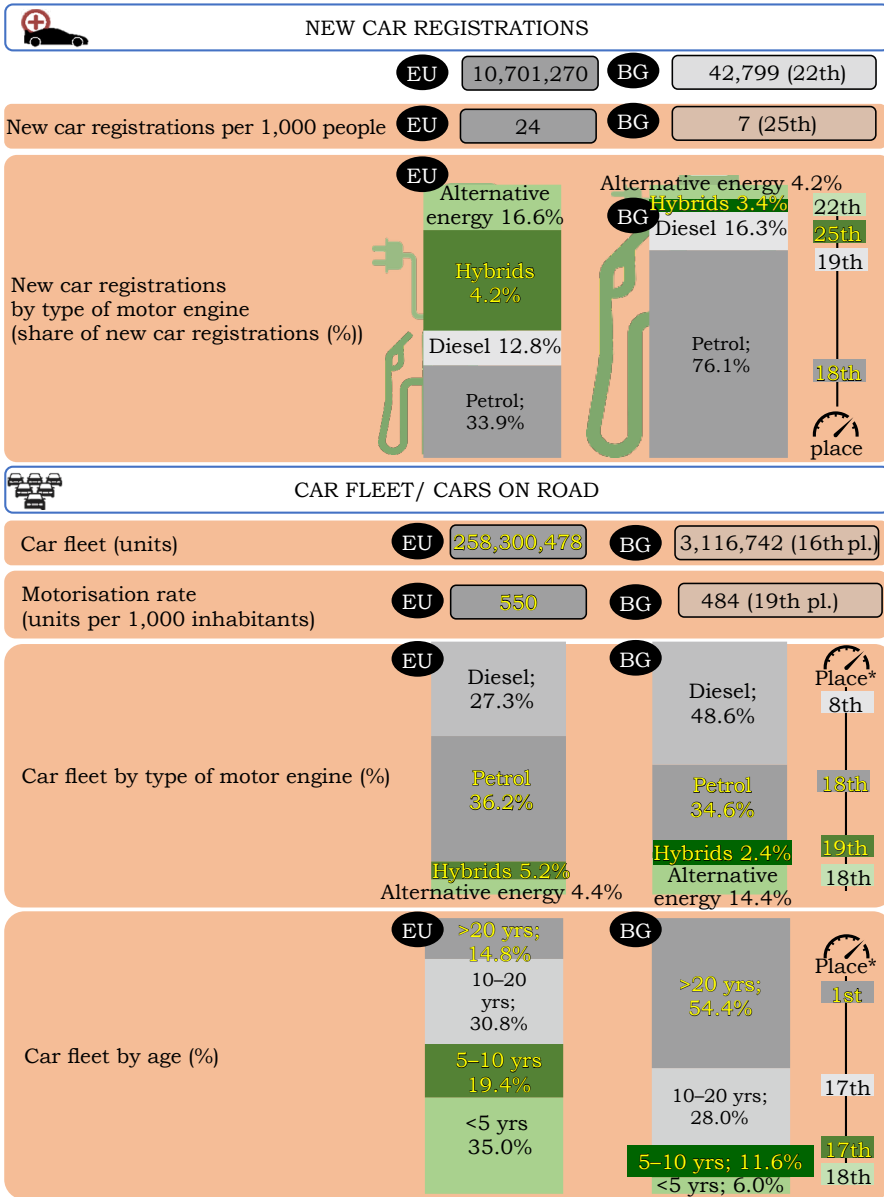 NEW CAR REGISTRATIONS
EU 10,701,270 BG 42,799 (22th)
New car registrations per 1,000 people EU 24 BG 7 (25th)
New car registrations
by type of motor engine
(share of new car registrations (%))
EU
Alternative
energy 16.6%
Hybrids
4.2%
Diesel 12.8%
Petrol;
33.9%
BG
Alternative energy 4.2%
Hybrids 3.4%
Diesel 16.3%
Petrol;
76.1%
22th
25th
19th
18th
place
CAR FLEET/ CARS ON ROAD
Car fleet (units) EU 258,300,478 BG 3,116,742 (16th pl.)
Motorisation rate
(units per 1,000 inhabitants)
EU 550 BG 484 (19th pl.)
Car fleet by type of motor engine (%)
EU
Diesel;
27.3%
Petrol
36.2%
Hybrids 5.2%
Alternative energy 4.4%
BG
Diesel;
48.6%
Petrol
34.6%
Hybrids 2.4%
Alternative
energy 14.4%
Place*
8th
18th
19th
18th
Car fleet by age (%)
EU
>20 yrs;
14.8%
10–20
yrs;
30.8%
5–10 yrs
19.4%
<5 yrs
35.0%
BG
>20 yrs;
54.4%
10–20 yrs;
28.0%
5–10 yrs; 11.6%
<5 yrs; 6.0%
Place*
1st
17th
17th
18th